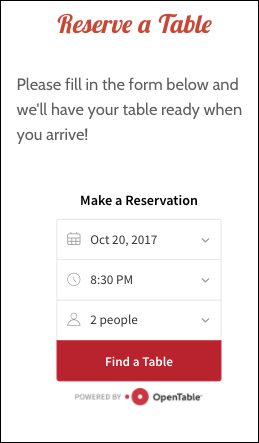 Reserve a Table
Please fill in the form below and
we'll have your table ready when
you arrive!
Make a Reservation
Oct 20, 2017
8:30 PM
2 people
Find a Table
POWERED BY OpenTable